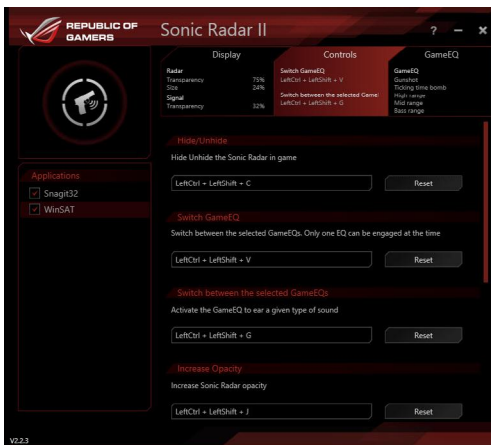 REPUBLIC OF
GAMERS
Sonic Radar II
? – ×
Display
Radar
Transparency 75%
Size 24%
Signal
Transparency 32%
Controls
Switch GameEQ
LeftCtrl + LeftShift + V
Switch between the selected Game
LeftCtrl + LeftShift + G
GameEQ
GameEQ
Gunshot
Ticking time bomb
High range
Mid range
Bass range
Applications
Snagit32
WinSAT
Hide/Unhide
Hide Unhide the Sonic Radar in game
LeftCtrl + LeftShift + C Reset
Switch GameEQ
Switch between the selected GameEQs. Only one EQ can be engaged at the time
LeftCtrl + LeftShift + V Reset
Switch between the selected GameEQs
Activate the GameEQ to ear a given type of sound
LeftCtrl + LeftShift + G Reset
Increase Opacity
Increase Sonic Radar opacity
LeftCtrl + LeftShift + J Reset
V2.2.3